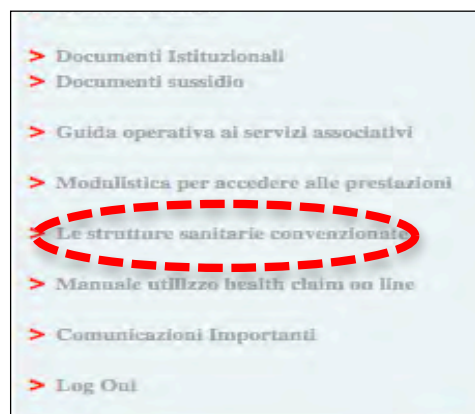 > Documenti Istituzionali
> Documenti sussidio
> Guida operativa ai servizi associativi
> Modulistica per accedere alle prestazioni
> Le strutture sanitarie convenzionate
> Manuale utilizzo health claim on line
> Comunicazioni Importanti
> Log Out